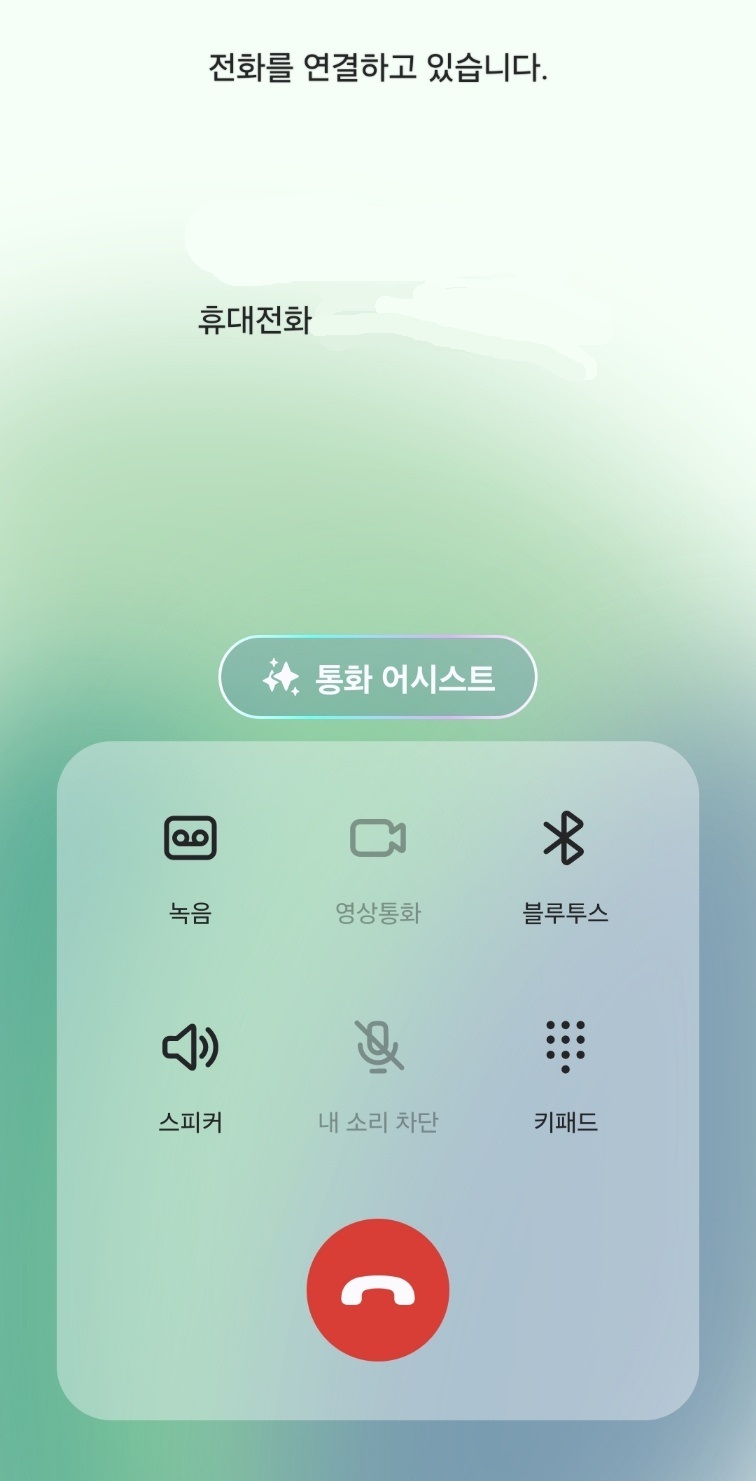 전화를 연결하고 있습니다.
휴대전화
통화 어시스트
녹음
영상통화
블루투스
스피커
내 소리 차단
키패드